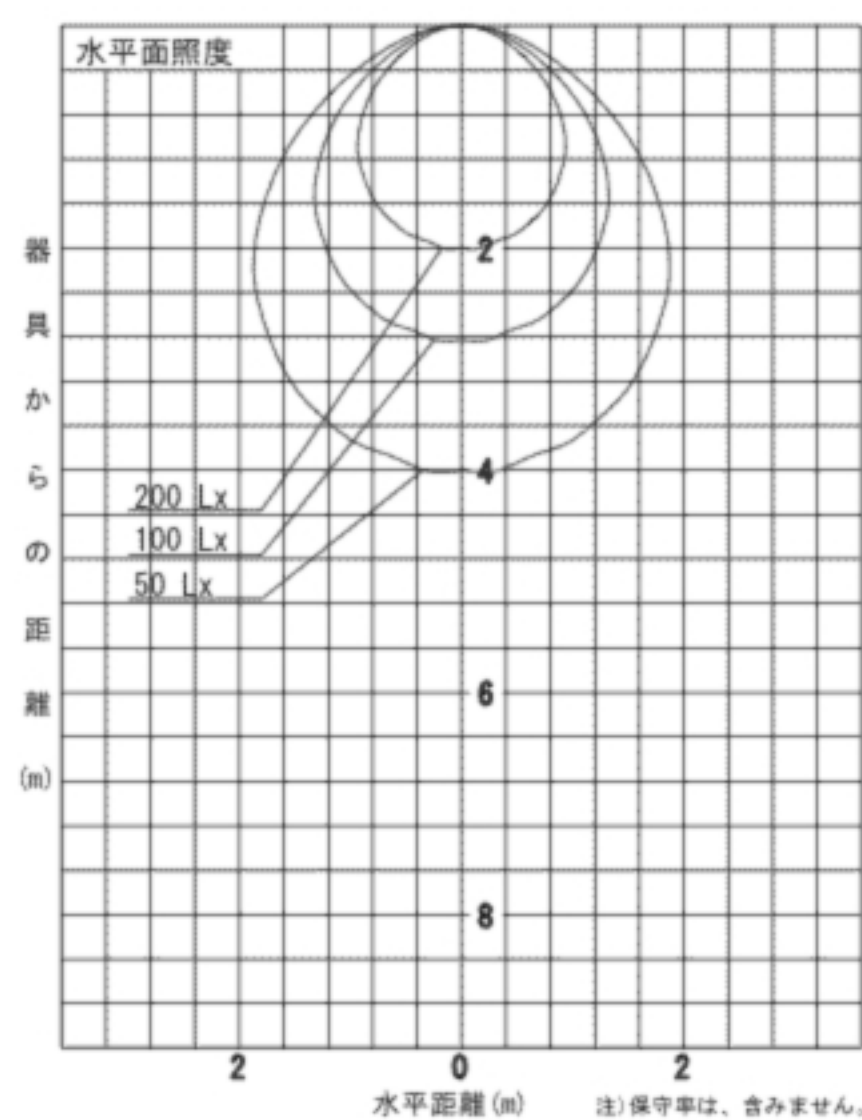 水平面照度
器具からの距離(m)
2
4
200 Lx
100 Lx
50 Lx
6
8
2 0 2
水平距離(m)
注)保守率は、含みません。